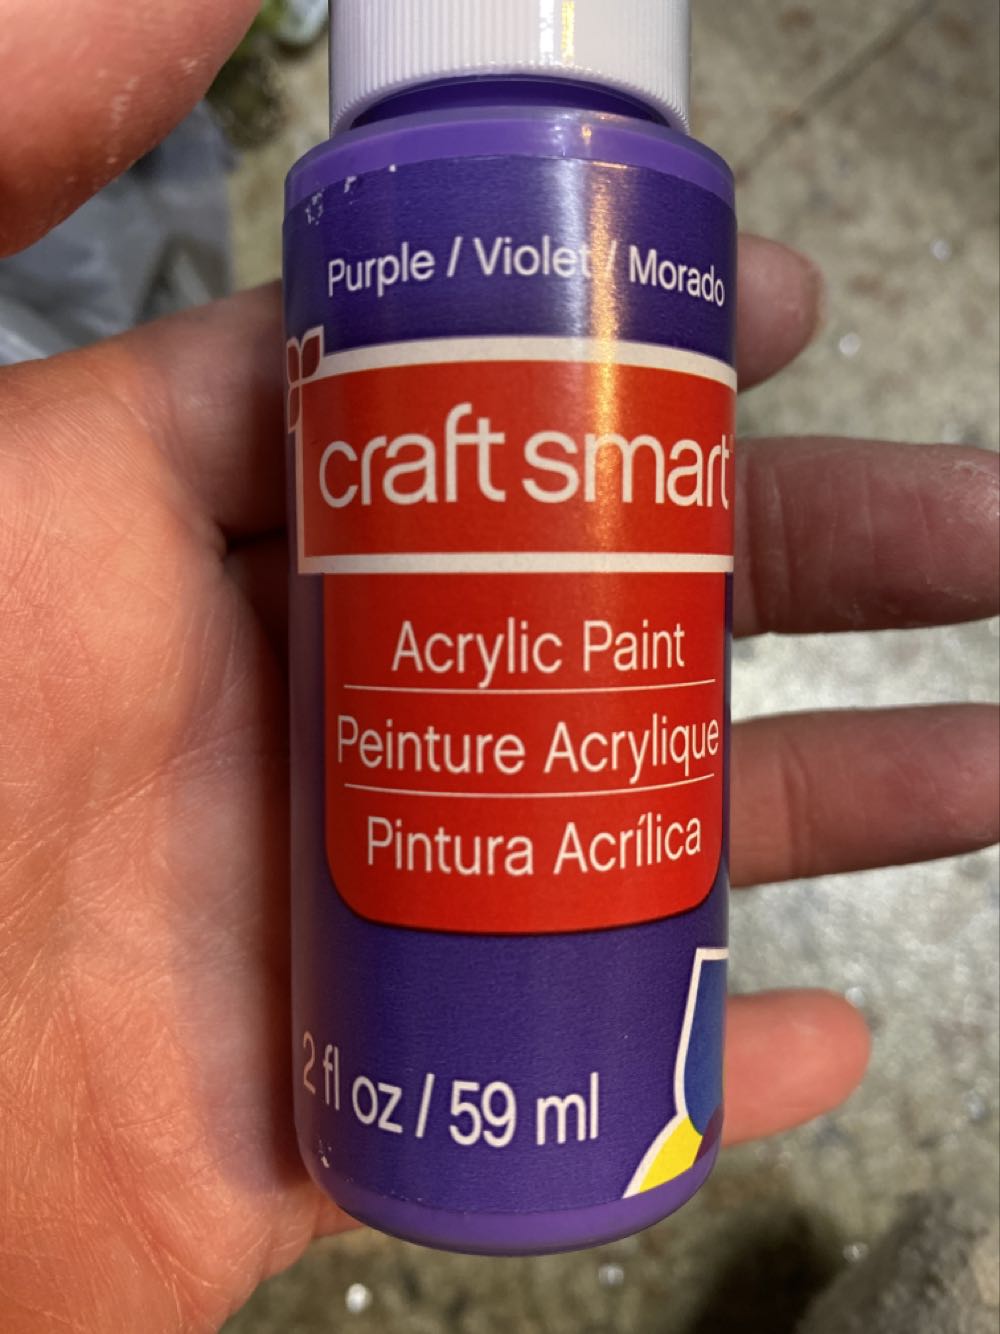 Purple / Violet / Morado
craft smart
Acrylic Paint
Peinture Acrylique
Pintura Acrílica
2 fl oz / 59 ml